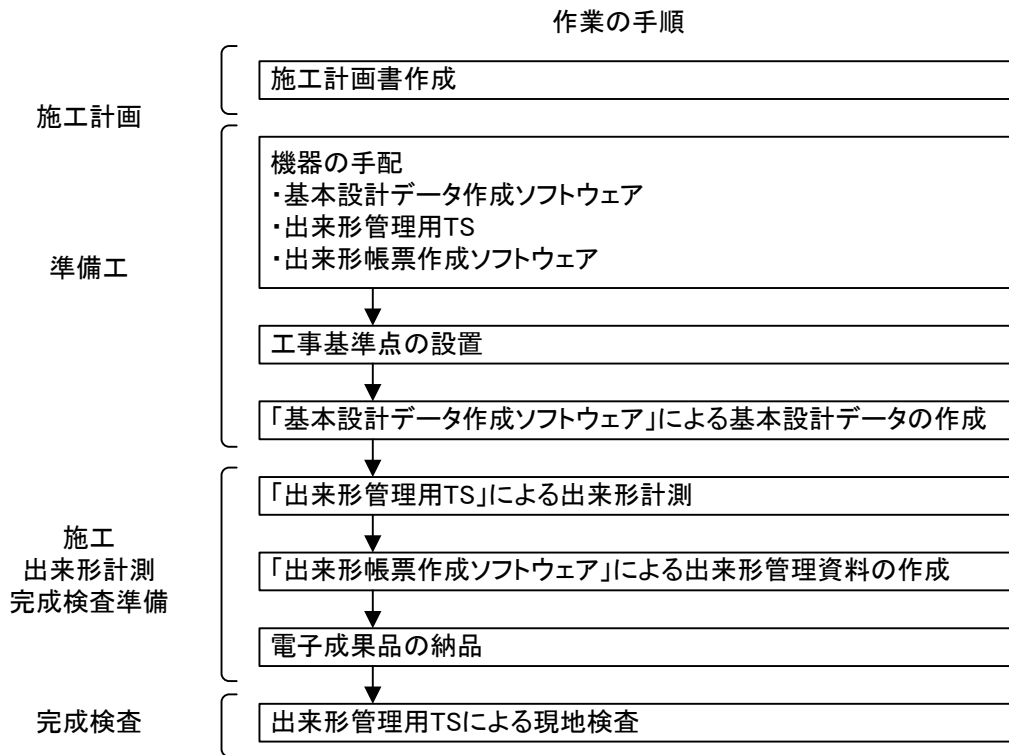 作業の手順
施工計画
施工計画書作成
準備工
機器の手配
・基本設計データ作成ソフトウェア
・出来形管理用TS
・出来形帳票作成ソフトウェア
工事基準点の設置
「基本設計データ作成ソフトウェア」による基本設計データの作成
施工
出来形計測
完成検査準備
「出来形管理用TS」による出来形計測
「出来形帳票作成ソフトウェア」による出来形管理資料の作成
電子成果品の納品
完成検査
出来形管理用TSによる現地検査